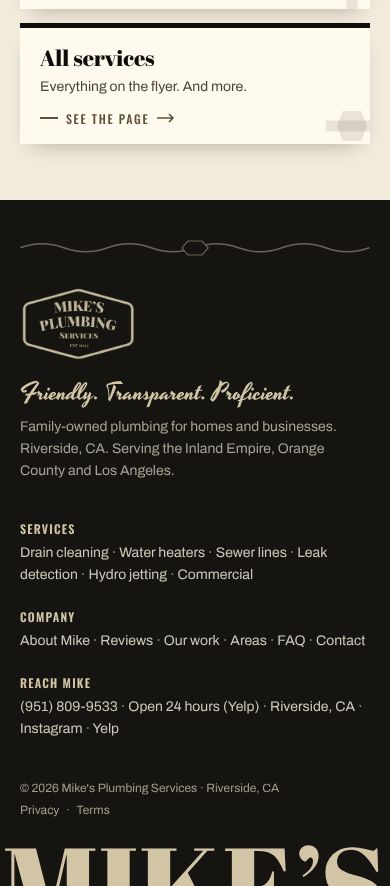 All services
Everything on the flyer. And more.
SEE THE PAGE
MIKE'S
PLUMBING
SERVICES
Friendly. Transparent. Proficient.
Family-owned plumbing for homes and businesses.
Riverside, CA. Serving the Inland Empire, Orange
County and Los Angeles.
SERVICES
Drain cleaning · Water heaters · Sewer lines · Leak
detection · Hydro jetting · Commercial
COMPANY
About Mike · Reviews · Our work · Areas · FAQ · Contact
REACH MIKE
(951) 809-9533 · Open 24 hours (Yelp) · Riverside, CA ·
Instagram · Yelp
© 2026 Mike's Plumbing Services · Riverside, CA
Privacy · Terms
MIKE'S